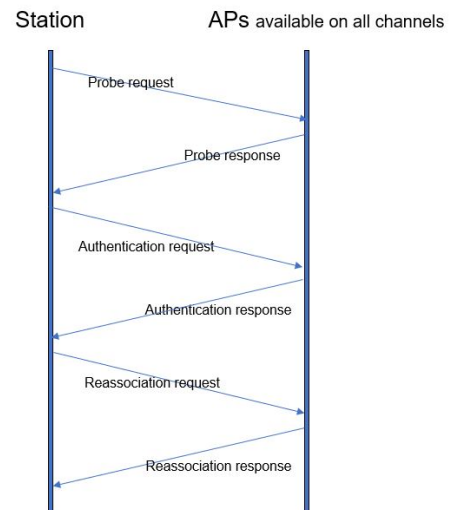 Station
APs available on all channels
Probe request
Probe response
Authentication request
Authentication response
Reassociation request
Reassociation response